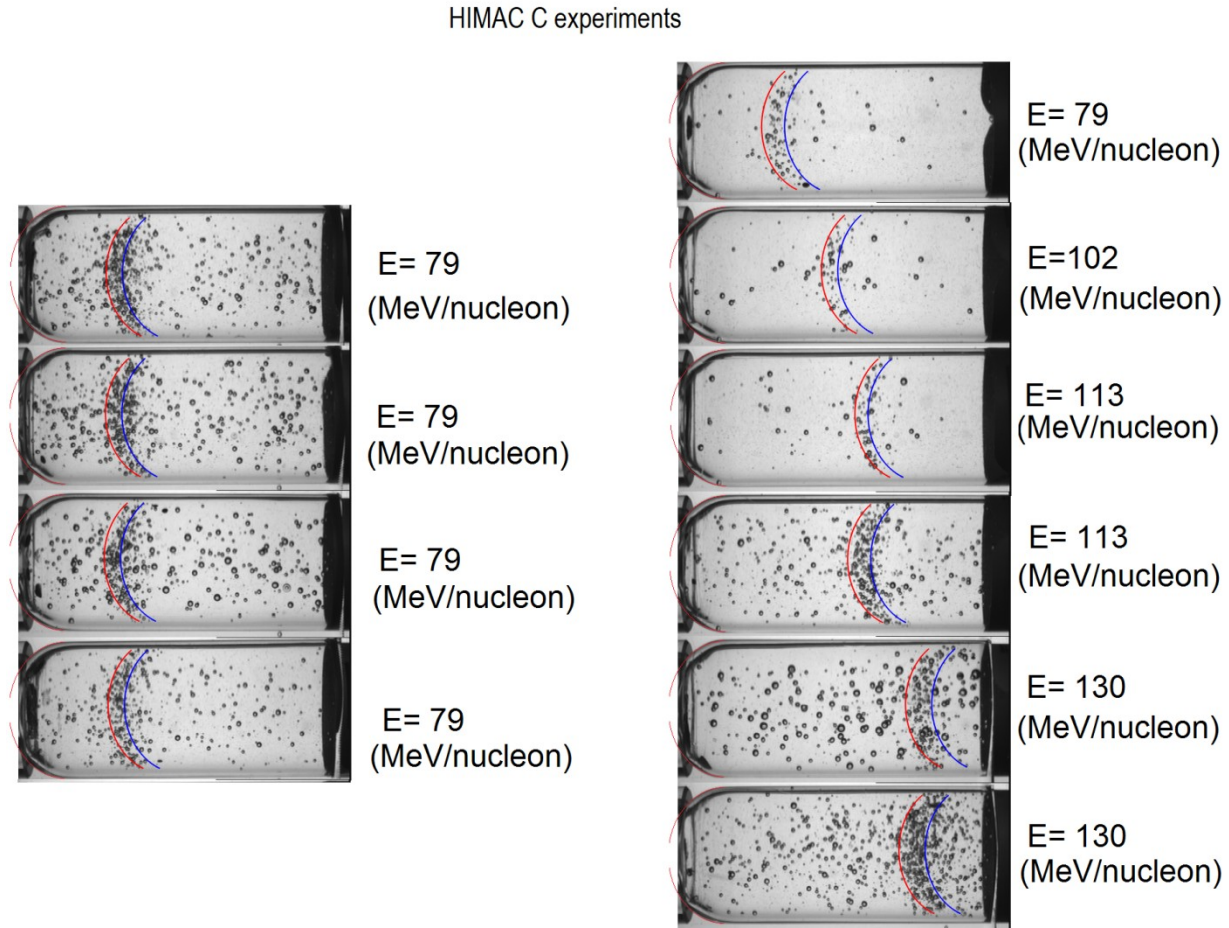 HIMAC C experiments
E= 79
(MeV/nucleon)
E= 79
(MeV/nucleon)
E= 79
(MeV/nucleon)
E= 79
(MeV/nucleon)
E= 79
(MeV/nucleon)
E=102
(MeV/nucleon)
E= 113
(MeV/nucleon)
E= 113
(MeV/nucleon)
E= 130
(MeV/nucleon)
E= 130
(MeV/nucleon)